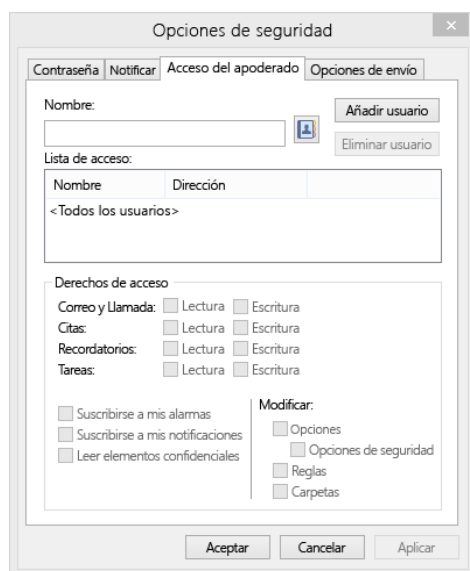 Opciones de seguridad
Contraseña Notificar Acceso del apoderado Opciones de envío
Nombre:
Añadir usuario
Eliminar usuario
Lista de acceso:
Nombre Dirección
<Todos los usuarios>
Derechos de acceso
Correo y Llamada: Lectura Escritura
Citas: Lectura Escritura
Recordatorios: Lectura Escritura
Tareas: Lectura Escritura
Suscribirse a mis alarmas
Suscribirse a mis notificaciones
Leer elementos confidenciales
Modificar:
Opciones
Opciones de seguridad
Reglas
Carpetas
Aceptar Cancelar Aplicar